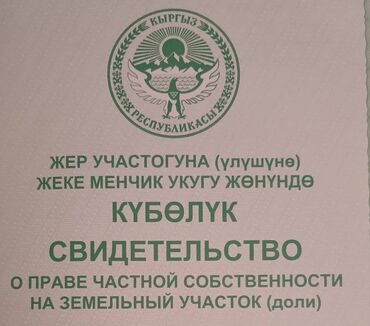 КЫРГЫЗ
РЕСПУБЛИКАСЫ
ЖЕР УЧАСТОГУНА (үлүшүнө)
ЖЕКЕ МЕНЧИК УКУГУ ЖӨНҮНДӨ
КҮБӨЛҮК
СВИДЕТЕЛЬСТВО
О ПРАВЕ ЧАСТНОЙ СОБСТВЕННОСТИ
НА ЗЕМЕЛЬНЫЙ УЧАСТОК (доли)